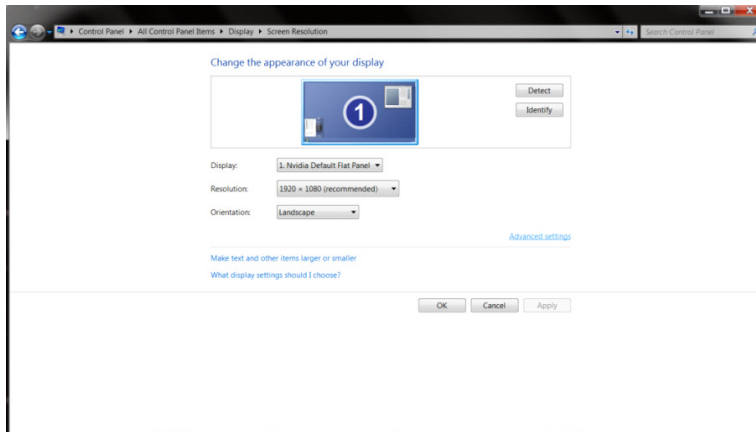 Control Panel ▸ All Control Panel Items ▸ Display ▸ Screen Resolution
Search Control Panel
Change the appearance of your display
1
Detect
Identify
Display: 1. Nvidia Default Flat Panel
Resolution: 1920 × 1080 (recommended)
Orientation: Landscape
Advanced settings
Make text and other items larger or smaller
What display settings should I choose?
OK Cancel Apply